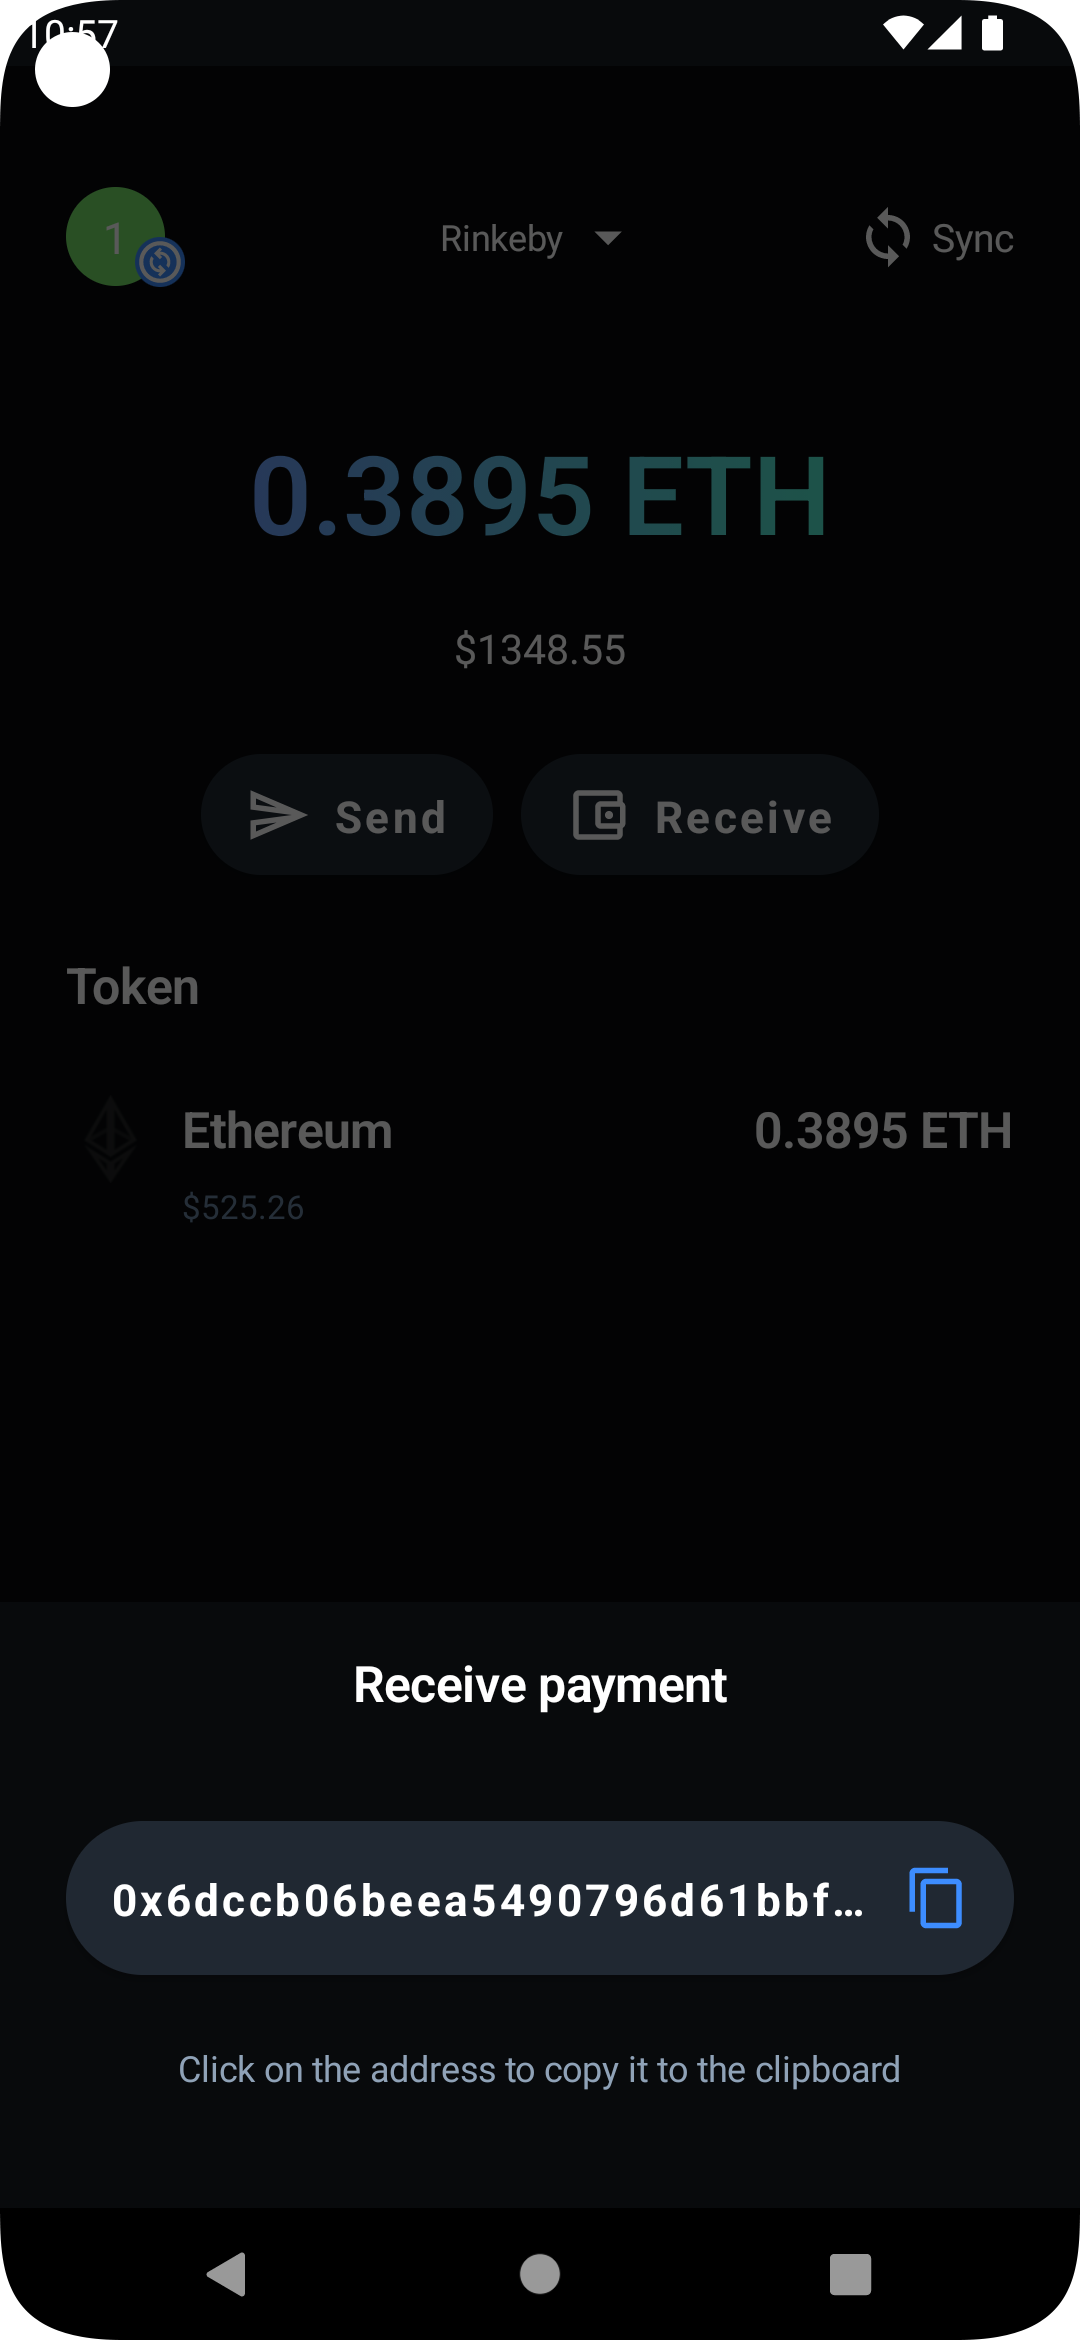 10:57
1
Rinkeby
Sync
0.3895 ETH
$1348.55
Send
Receive
Token
Ethereum
0.3895 ETH
$525.26
Receive payment
0x6dccb06beea5490796d61bbf…
Click on the address to copy it to the clipboard